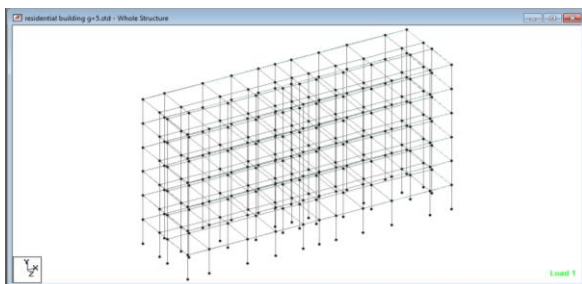 residential building g+5.std - Whole Structure
Y
X
Z
Load 1